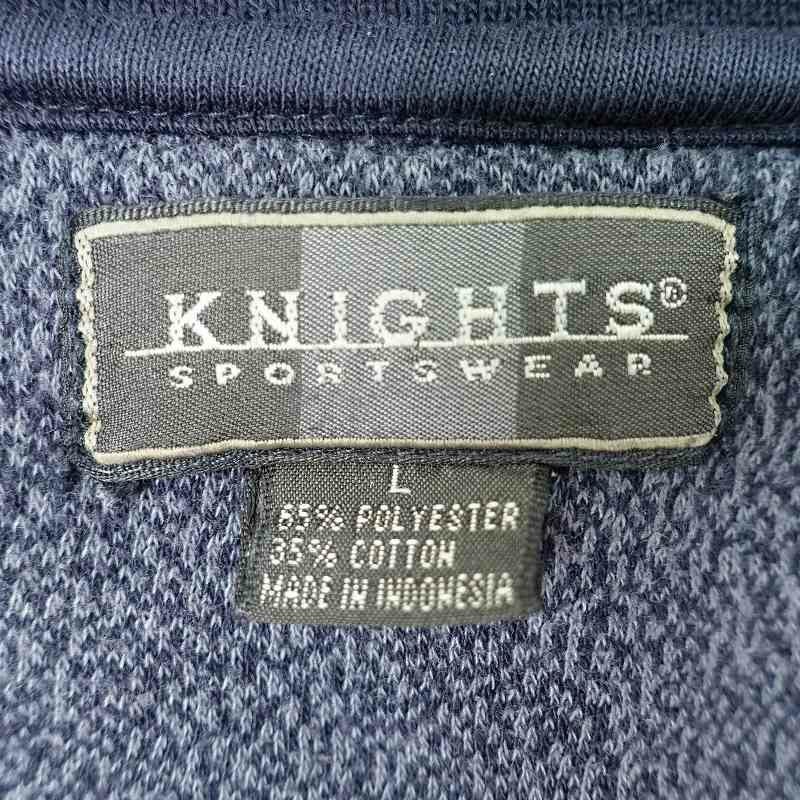 KNIGHTS®
SPORTSWEAR
L
65% POLYESTER
35% COTTON
MADE IN INDONESIA